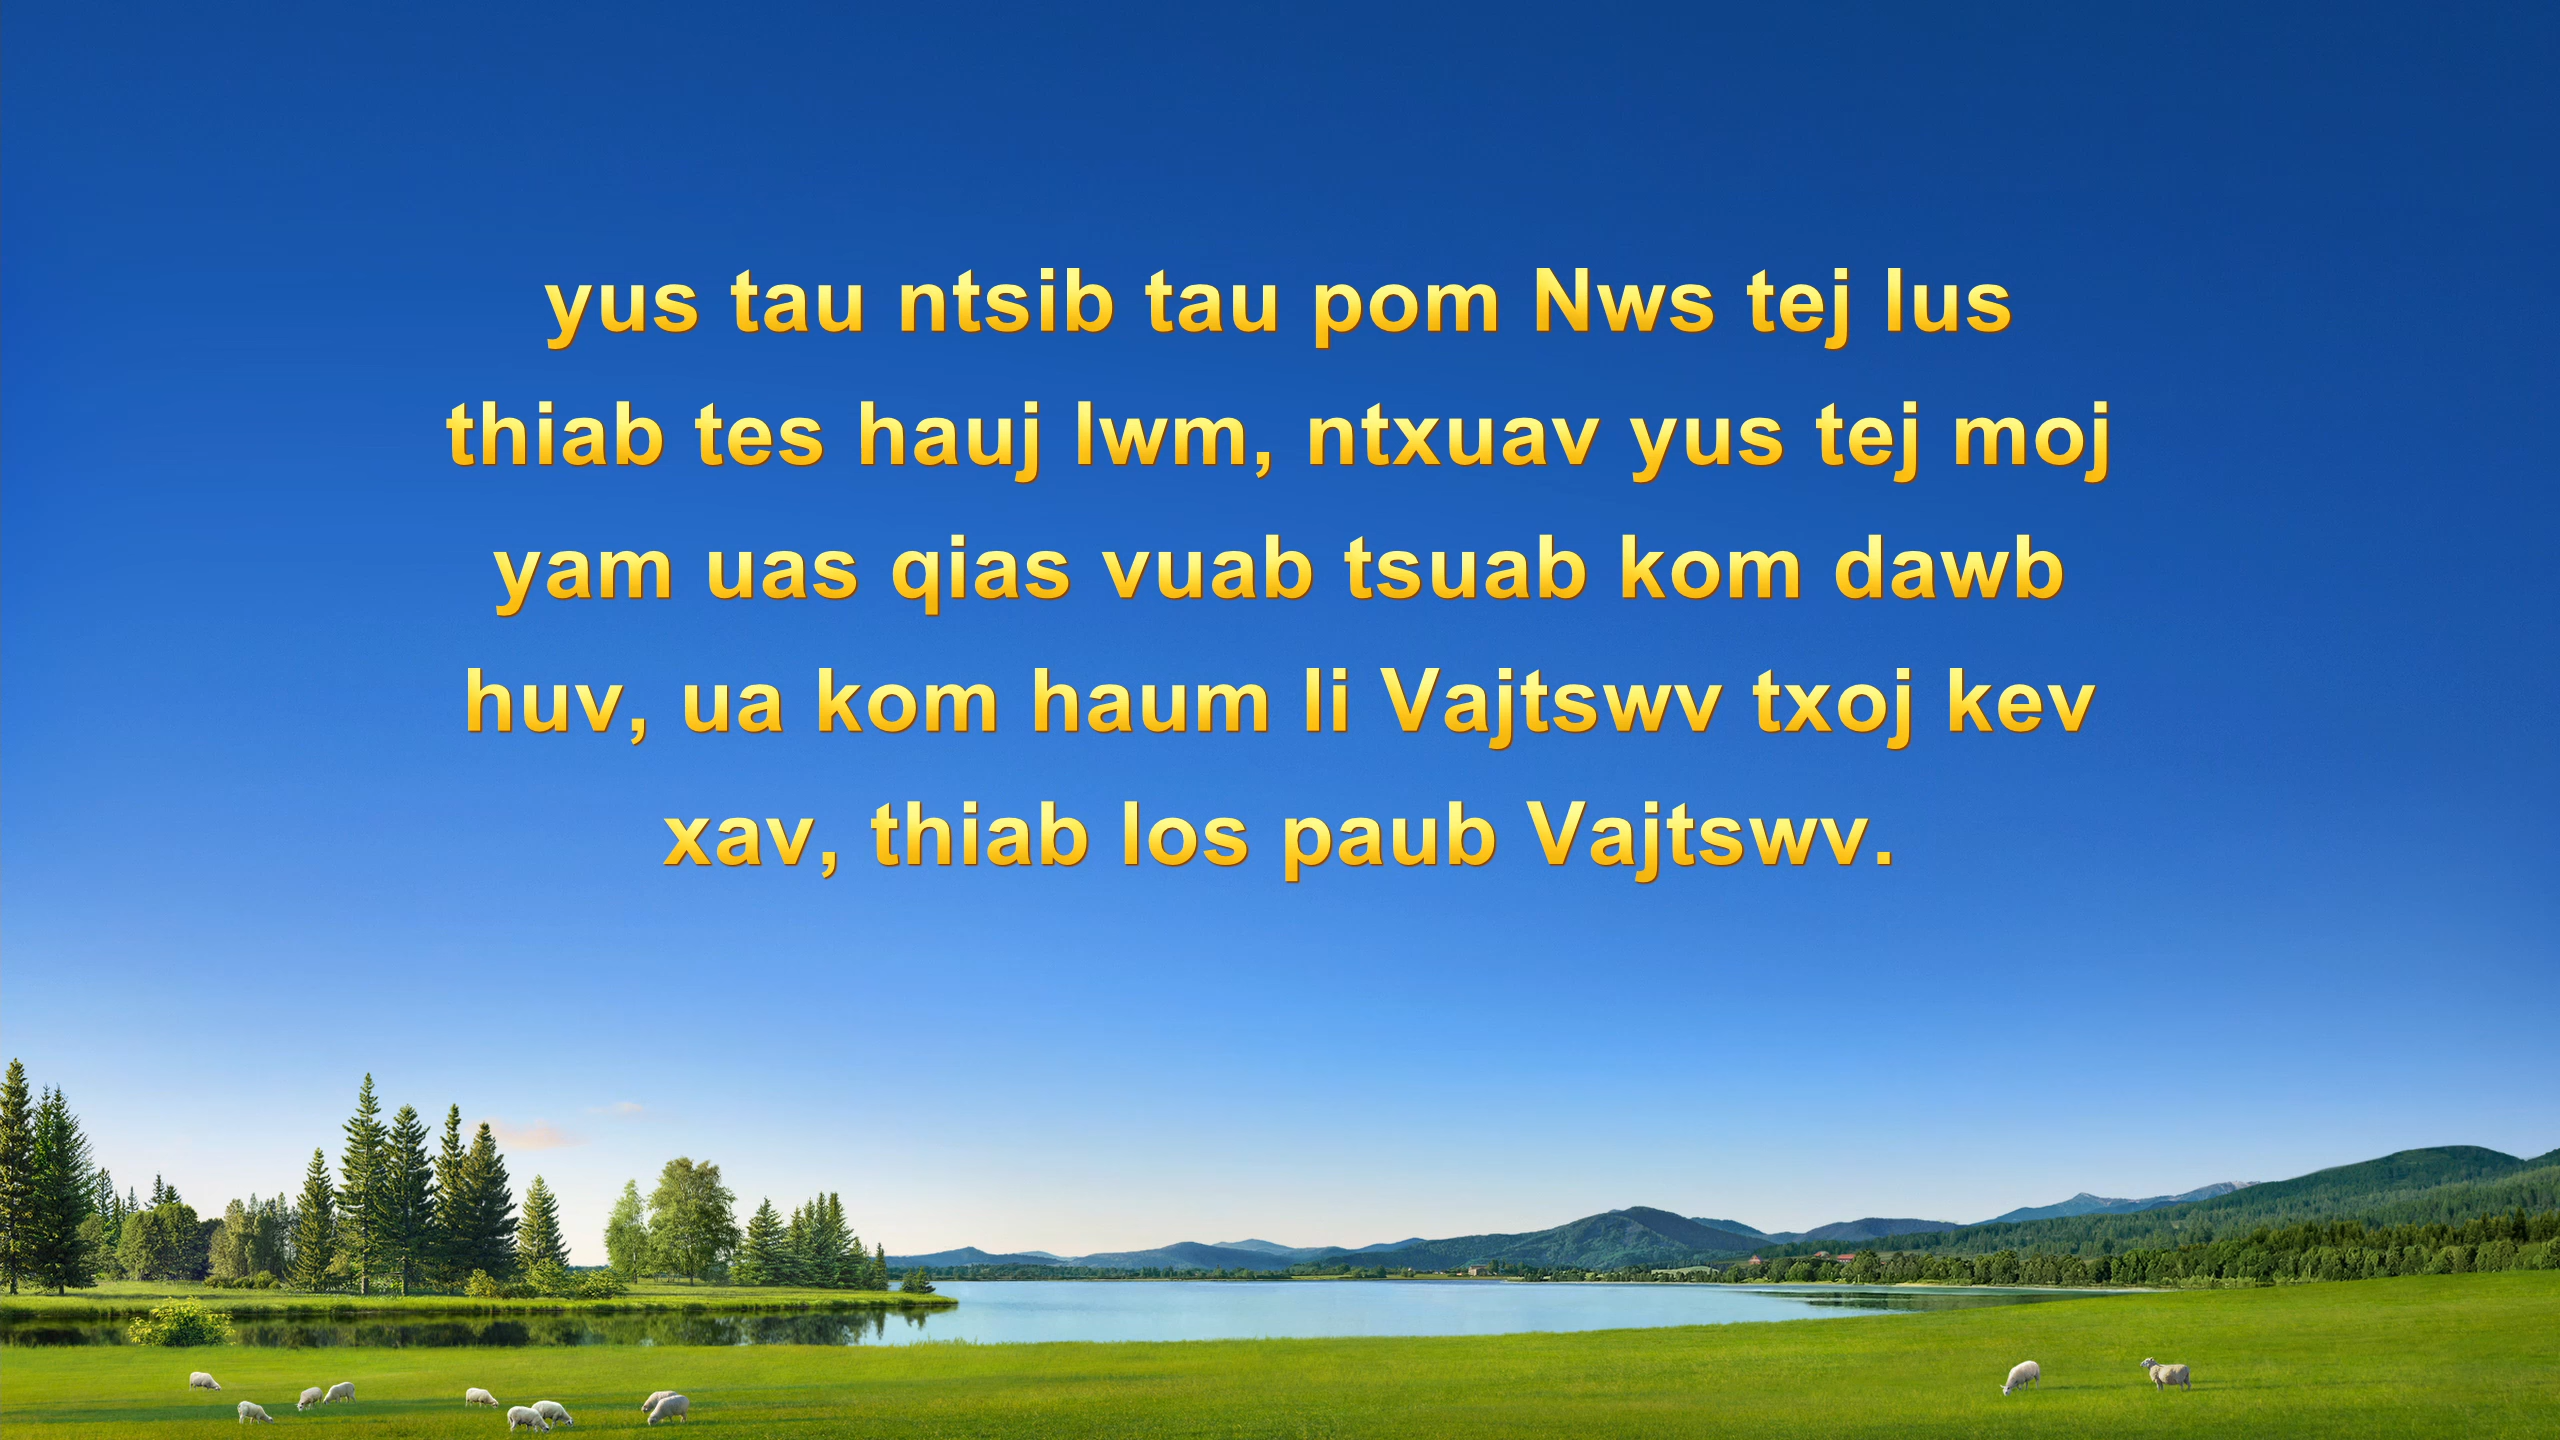 yus tau ntsib tau pom Nws tej lus
thiab tes hauj lwm, ntxuav yus tej moj
yam uas qias vuab tsuab kom dawb
huv, ua kom haum li Vajtswv txoj kev
xav, thiab los paub Vajtswv.